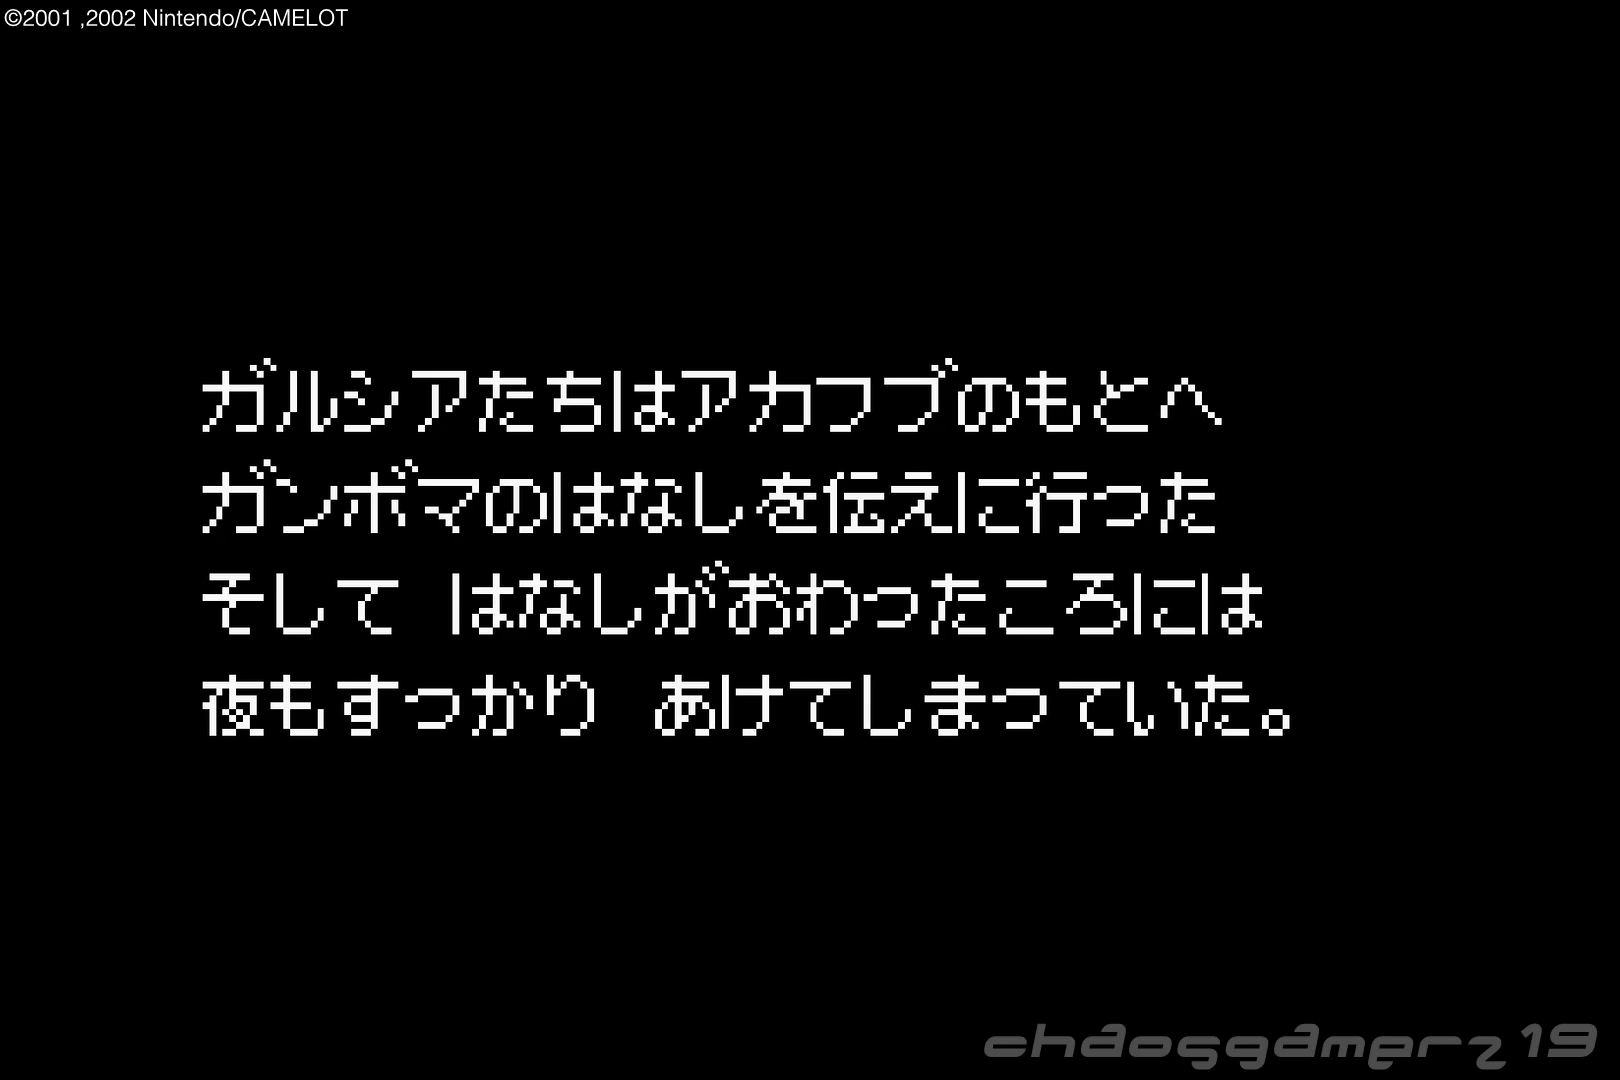 ©2001 ,2002 Nintendo/CAMELOT
ガルシアたちはアカフブのもとへ
ガンボマのはなしを伝えに行った
そして はなしがおわったころには
夜もすっかり あけてしまっていた。
chaosgamerz19